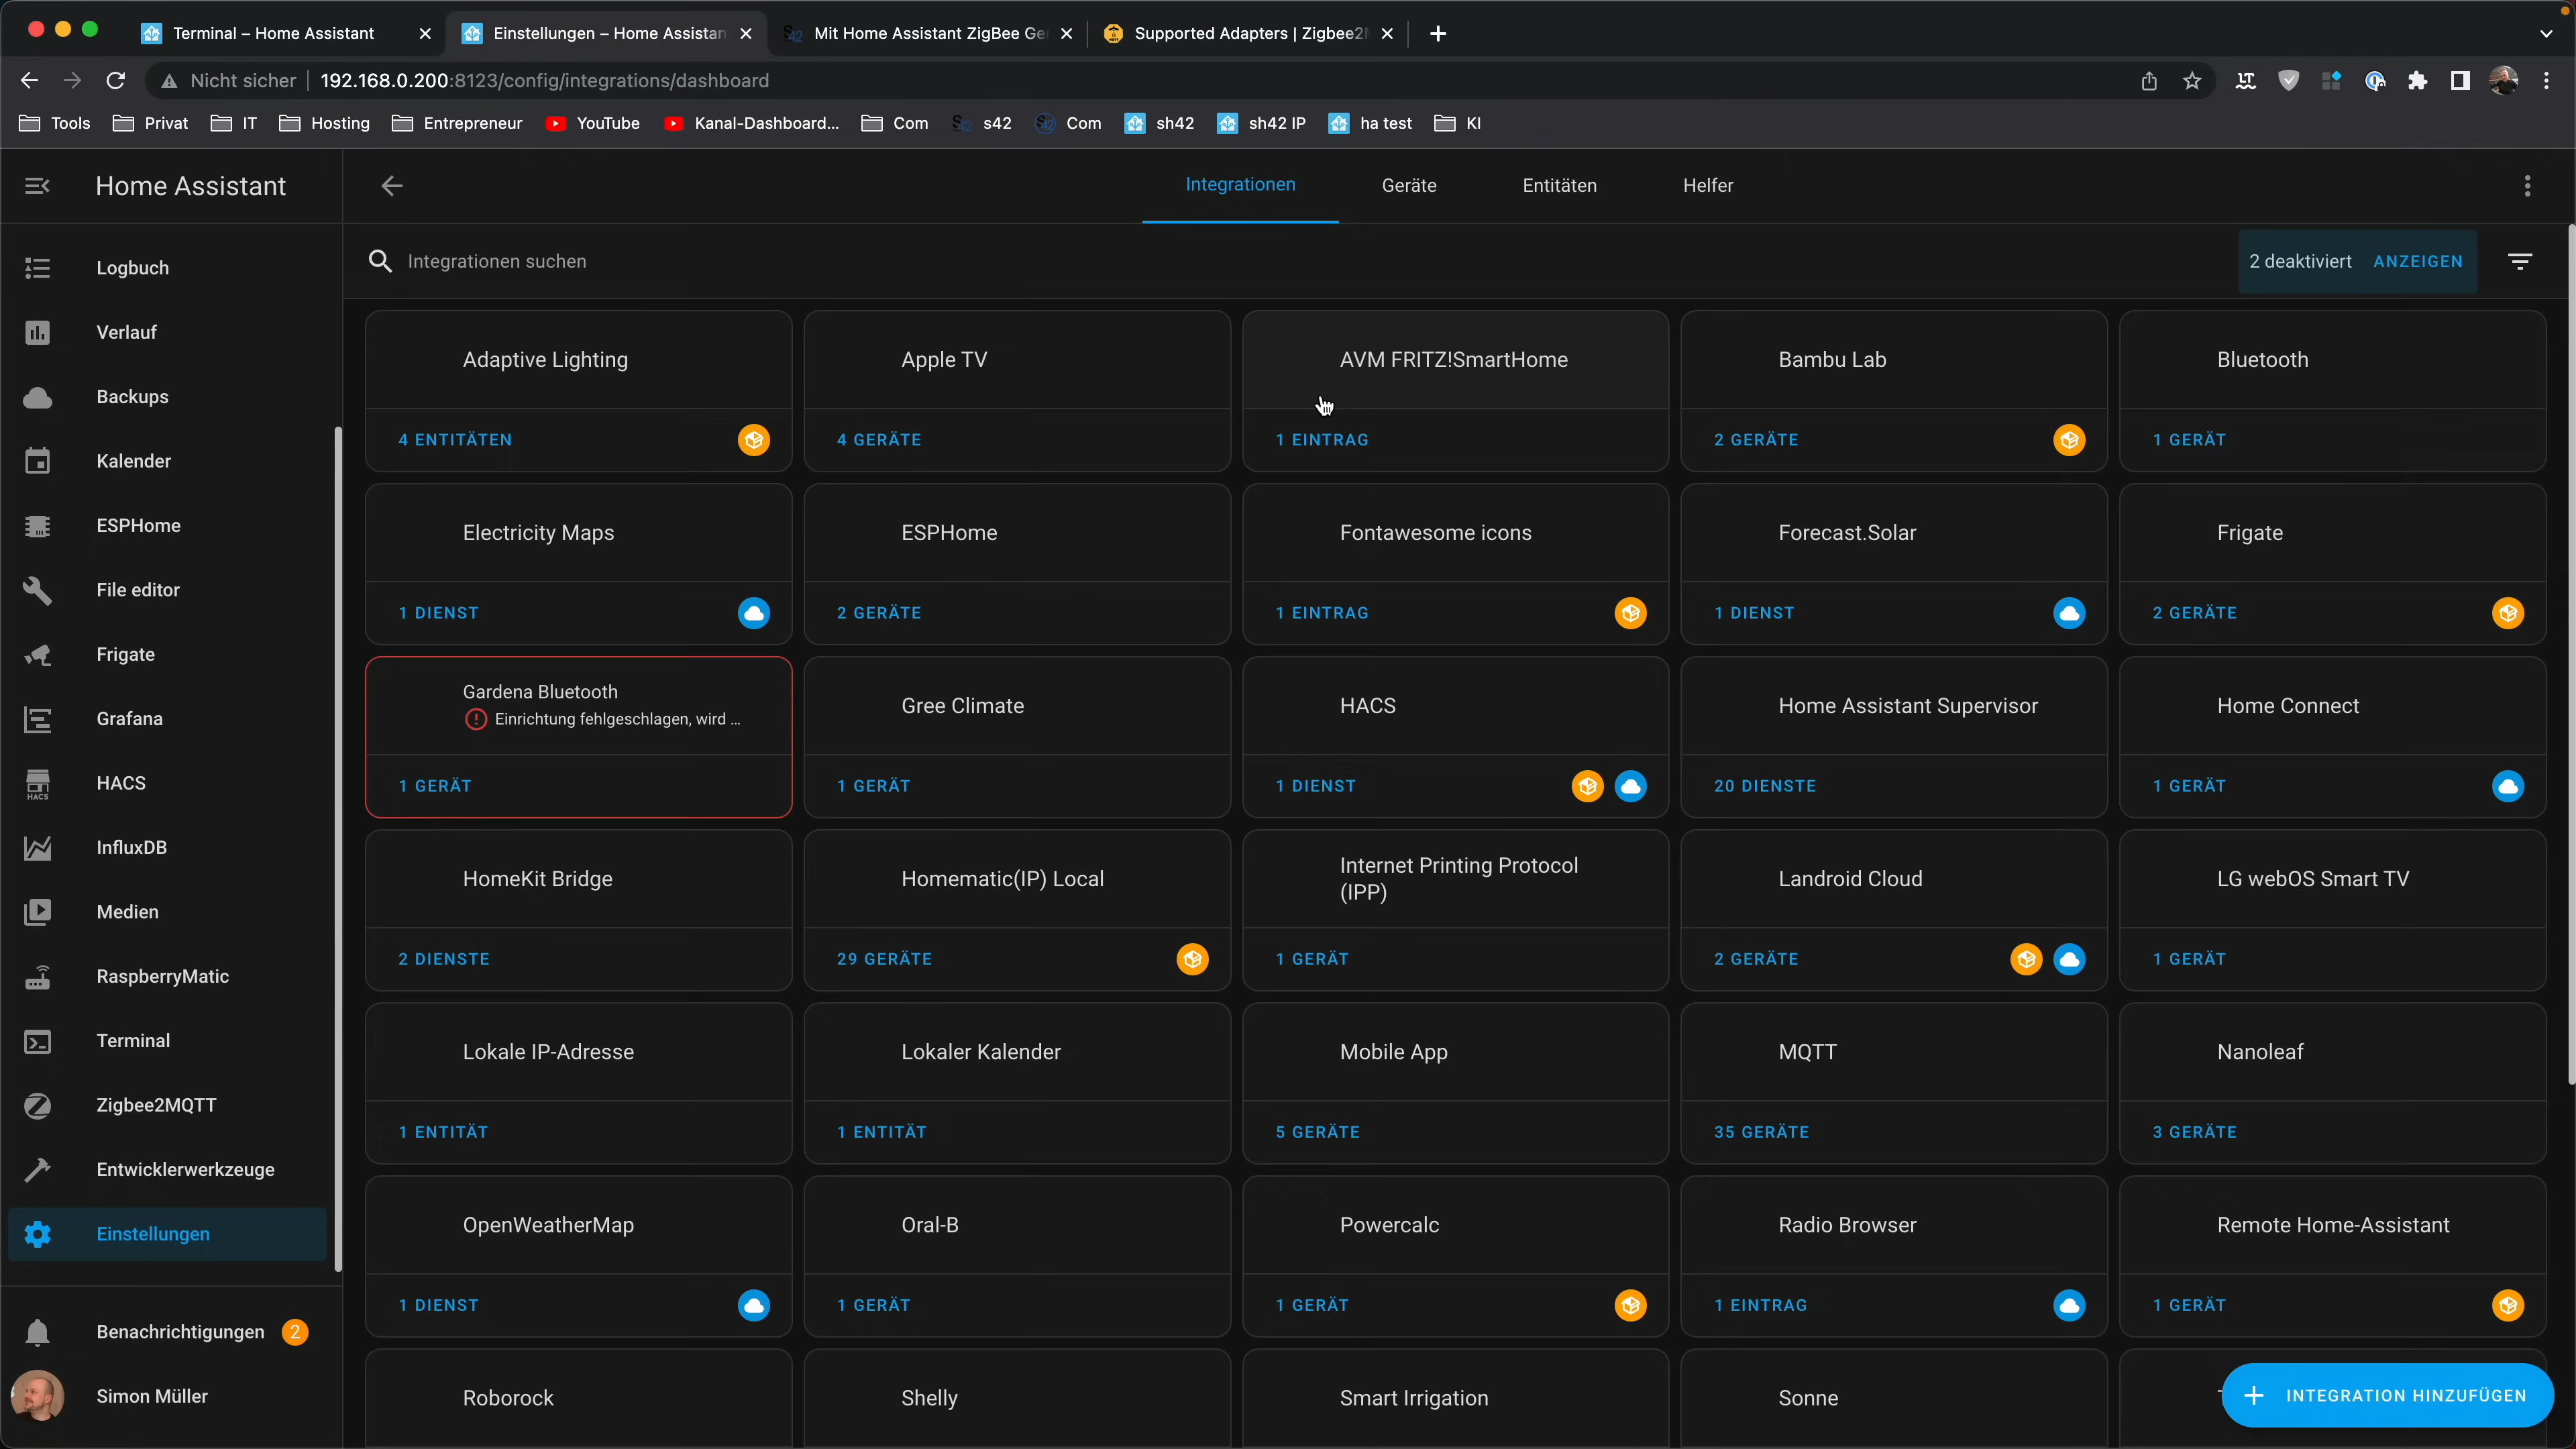 Terminal – Home Assistant
Einstellungen – Home Assistan
Mit Home Assistant ZigBee Ge
Supported Adapters | Zigbee2
Nicht sicher 192.168.0.200:8123/config/integrations/dashboard
Tools Privat IT Hosting Entrepreneur YouTube Kanal-Dashboard... Com s42 Com sh42 sh42 IP ha test KI
Home Assistant
Integrationen Geräte Entitäten Helfer
Logbuch
Verlauf
Backups
Kalender
ESPHome
File editor
Frigate
Grafana
HACS
InfluxDB
Medien
RaspberryMatic
Terminal
Zigbee2MQTT
Entwicklerwerkzeuge
Einstellungen
Benachrichtigungen 2
Simon Müller
Integrationen suchen
2 deaktiviert ANZEIGEN
Adaptive Lighting
4 ENTITÄTEN
Apple TV
4 GERÄTE
AVM FRITZ!SmartHome
1 EINTRAG
Bambu Lab
2 GERÄTE
Bluetooth
1 GERÄT
Electricity Maps
1 DIENST
ESPHome
2 GERÄTE
Fontawesome icons
1 EINTRAG
Forecast.Solar
1 DIENST
Frigate
2 GERÄTE
Gardena Bluetooth
Einrichtung fehlgeschlagen, wird ...
1 GERÄT
Gree Climate
1 GERÄT
HACS
1 DIENST
Home Assistant Supervisor
20 DIENSTE
Home Connect
1 GERÄT
HomeKit Bridge
2 DIENSTE
Homematic(IP) Local
29 GERÄTE
Internet Printing Protocol
(IPP)
1 GERÄT
Landroid Cloud
2 GERÄTE
LG webOS Smart TV
1 GERÄT
Lokale IP-Adresse
1 ENTITÄT
Lokaler Kalender
1 ENTITÄT
Mobile App
5 GERÄTE
MQTT
35 GERÄTE
Nanoleaf
3 GERÄTE
OpenWeatherMap
1 DIENST
Oral-B
1 GERÄT
Powercalc
1 GERÄT
Radio Browser
1 EINTRAG
Remote Home-Assistant
1 GERÄT
Roborock
Shelly
Smart Irrigation
Sonne
INTEGRATION HINZUFÜGEN